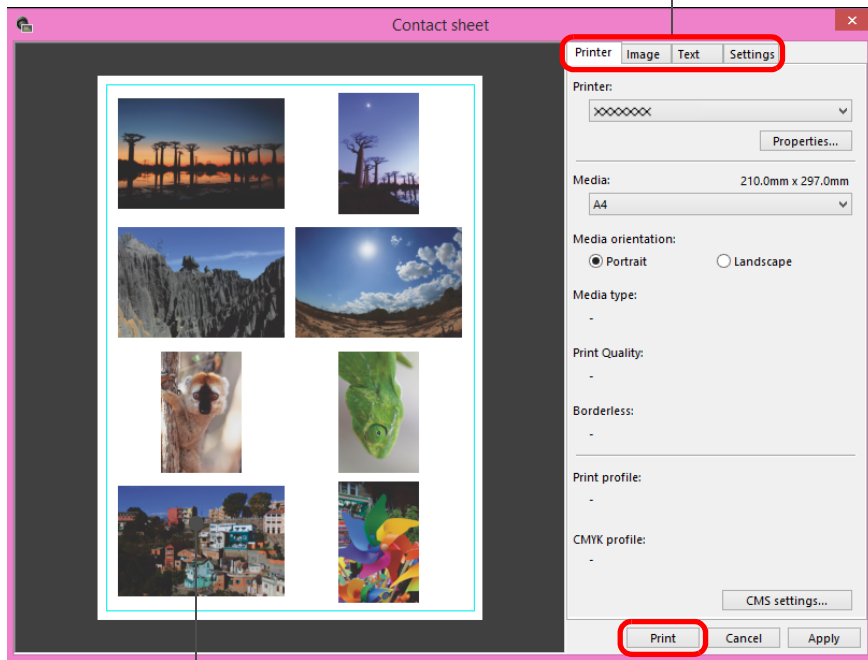 Contact sheet
Printer Image Text Settings
Printer:
XXXXXXXX
Properties...
Media: 210.0mm x 297.0mm
A4
Media orientation:
Portrait Landscape
Media type:
-
Print Quality:
-
Borderless:
-
Print profile:
-
CMYK profile:
-
CMS settings...
Print Cancel Apply